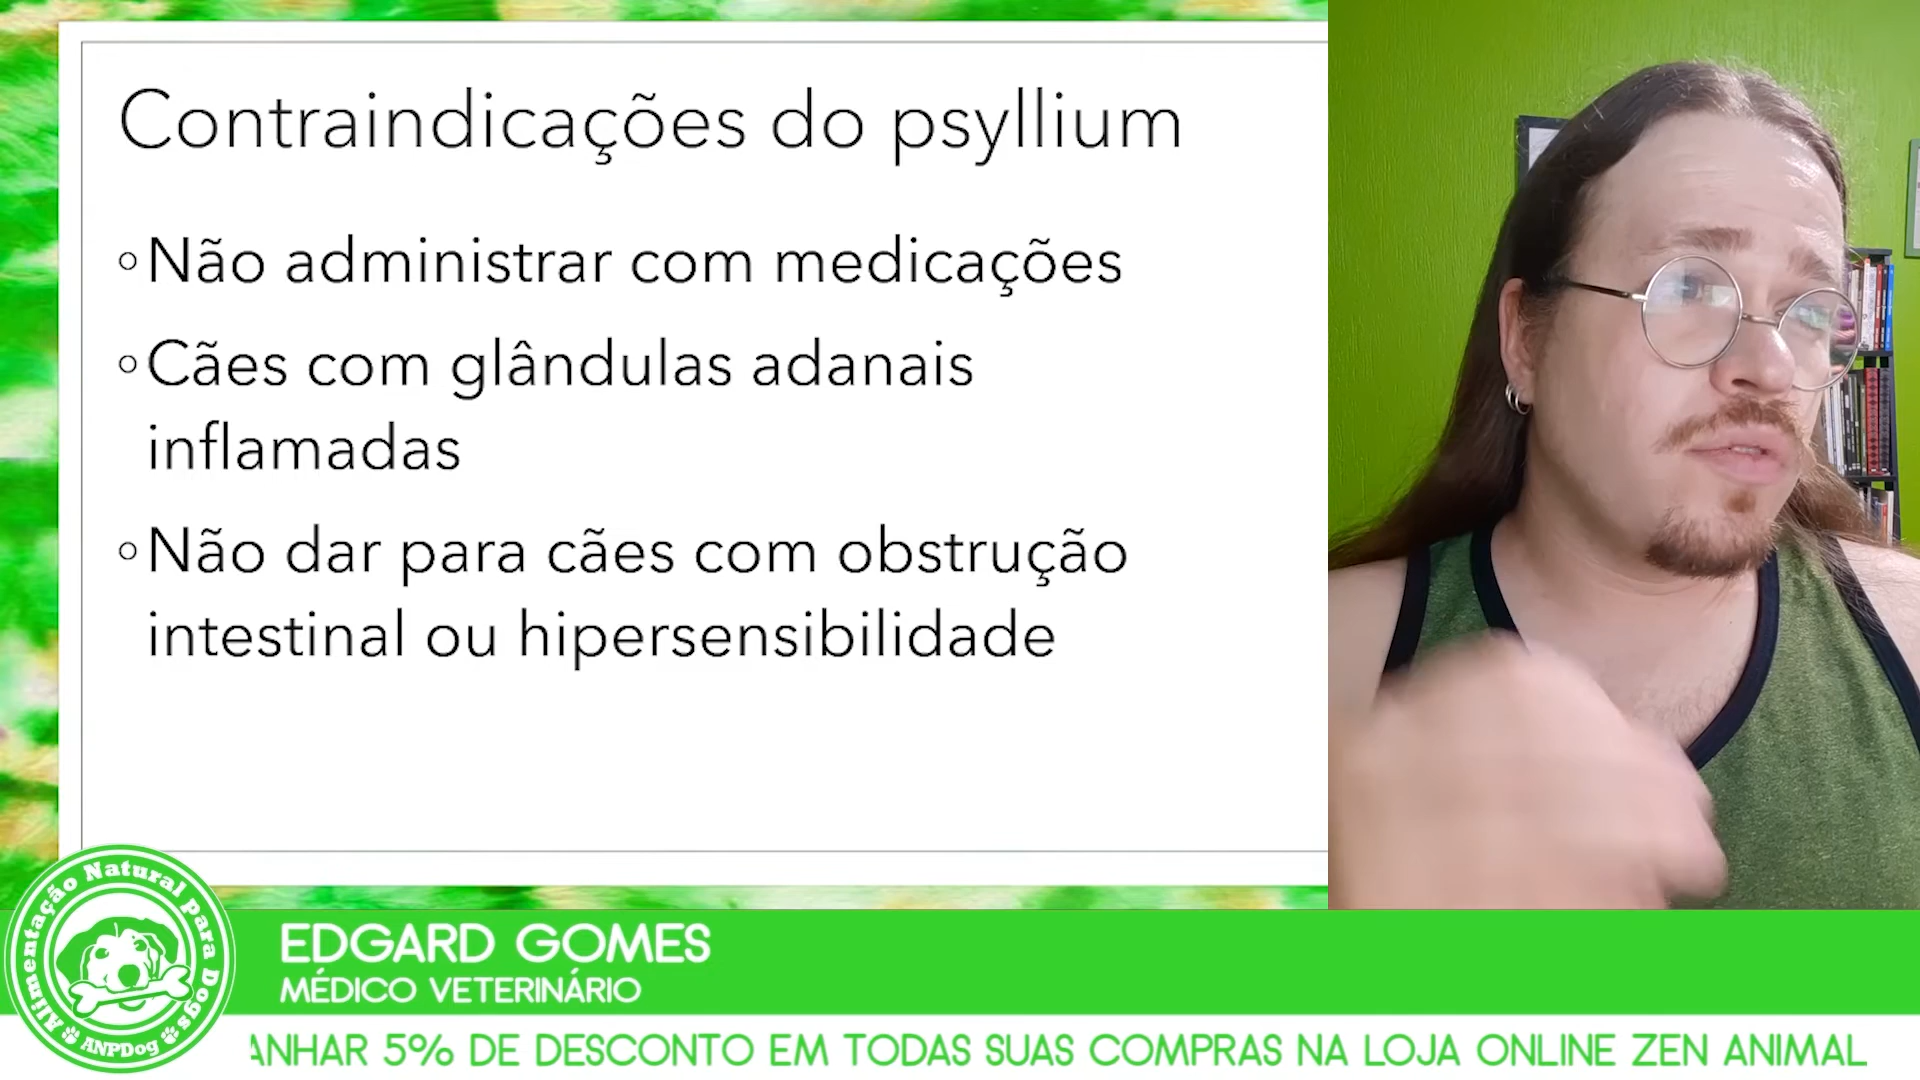 Contraindicações do psyllium
◦Não administrar com medicações
◦Cães com glândulas adanais
inflamadas
◦Não dar para cães com obstrução
intestinal ou hipersensibilidade
Alimentação Natural Para Dogs
ANPDog
EDGARD GOMES
MÉDICO VETERINÁRIO
ANHAR 5% DE DESCONTO EM TODAS SUAS COMPRAS NA LOJA ONLINE ZEN ANIMAL